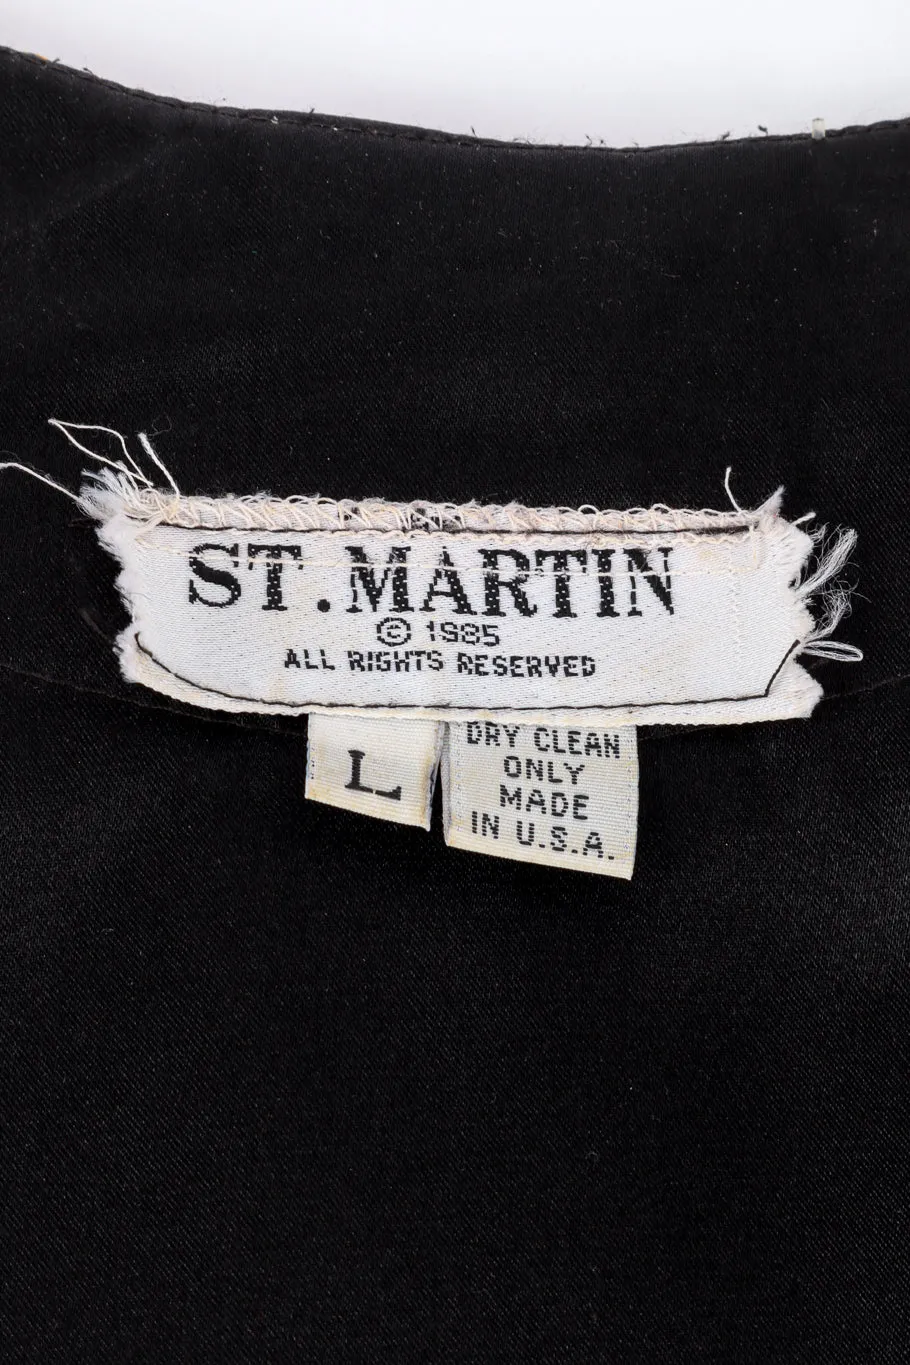 ST. MARTIN
© 1985
ALL RIGHTS RESERVED
L
DRY CLEAN
ONLY
MADE
IN U.S.A.